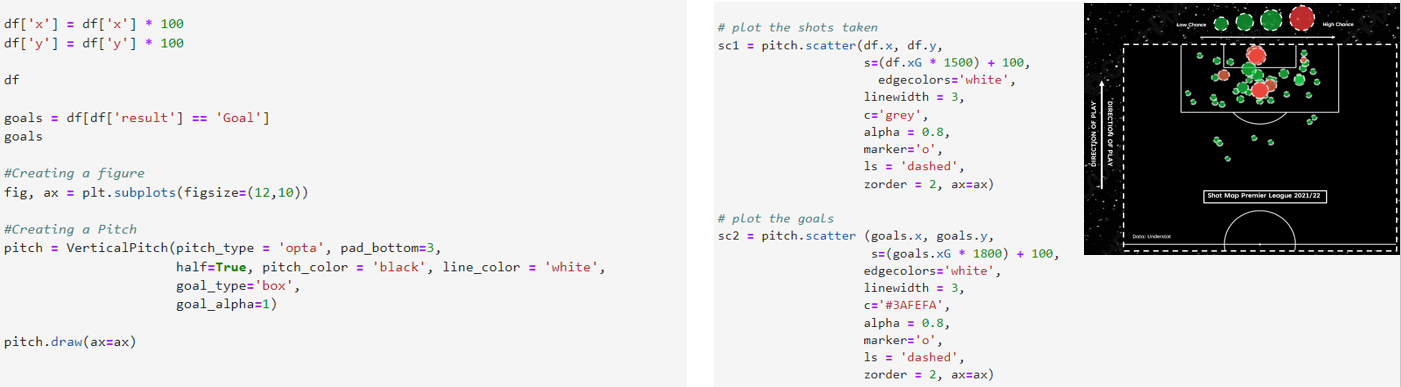 df['x'] = df['x'] * 100
df['y'] = df['y'] * 100
df
goals = df[df['result'] == 'Goal']
goals
#Creating a figure
fig, ax = plt.subplots(figsize=(12,10))
#Creating a Pitch
pitch = VerticalPitch(pitch_type = 'opta', pad_bottom=3,
half=True, pitch_color = 'black', line_color = 'white',
goal_type='box',
goal_alpha=1)
pitch.draw(ax=ax)
# plot the shots taken
sc1 = pitch.scatter(df.x, df.y,
s=(df.xG * 1500) + 100,
edgecolors='white',
linewidth = 3,
c='grey',
alpha = 0.8,
marker='o',
ls = 'dashed',
zorder = 2, ax=ax)
# plot the goals
sc2 = pitch.scatter (goals.x, goals.y,
s=(goals.xG * 1800) + 100,
edgecolors='white',
linewidth = 3,
c='#3AFEFA',
alpha = 0.8,
marker='o',
ls = 'dashed',
zorder = 2, ax=ax)
Low Chance
High Chance
DIRECTION OF PLAY
DIRECTION OF PLAY
Shot Map Premier League 2021/22
Data: Understat